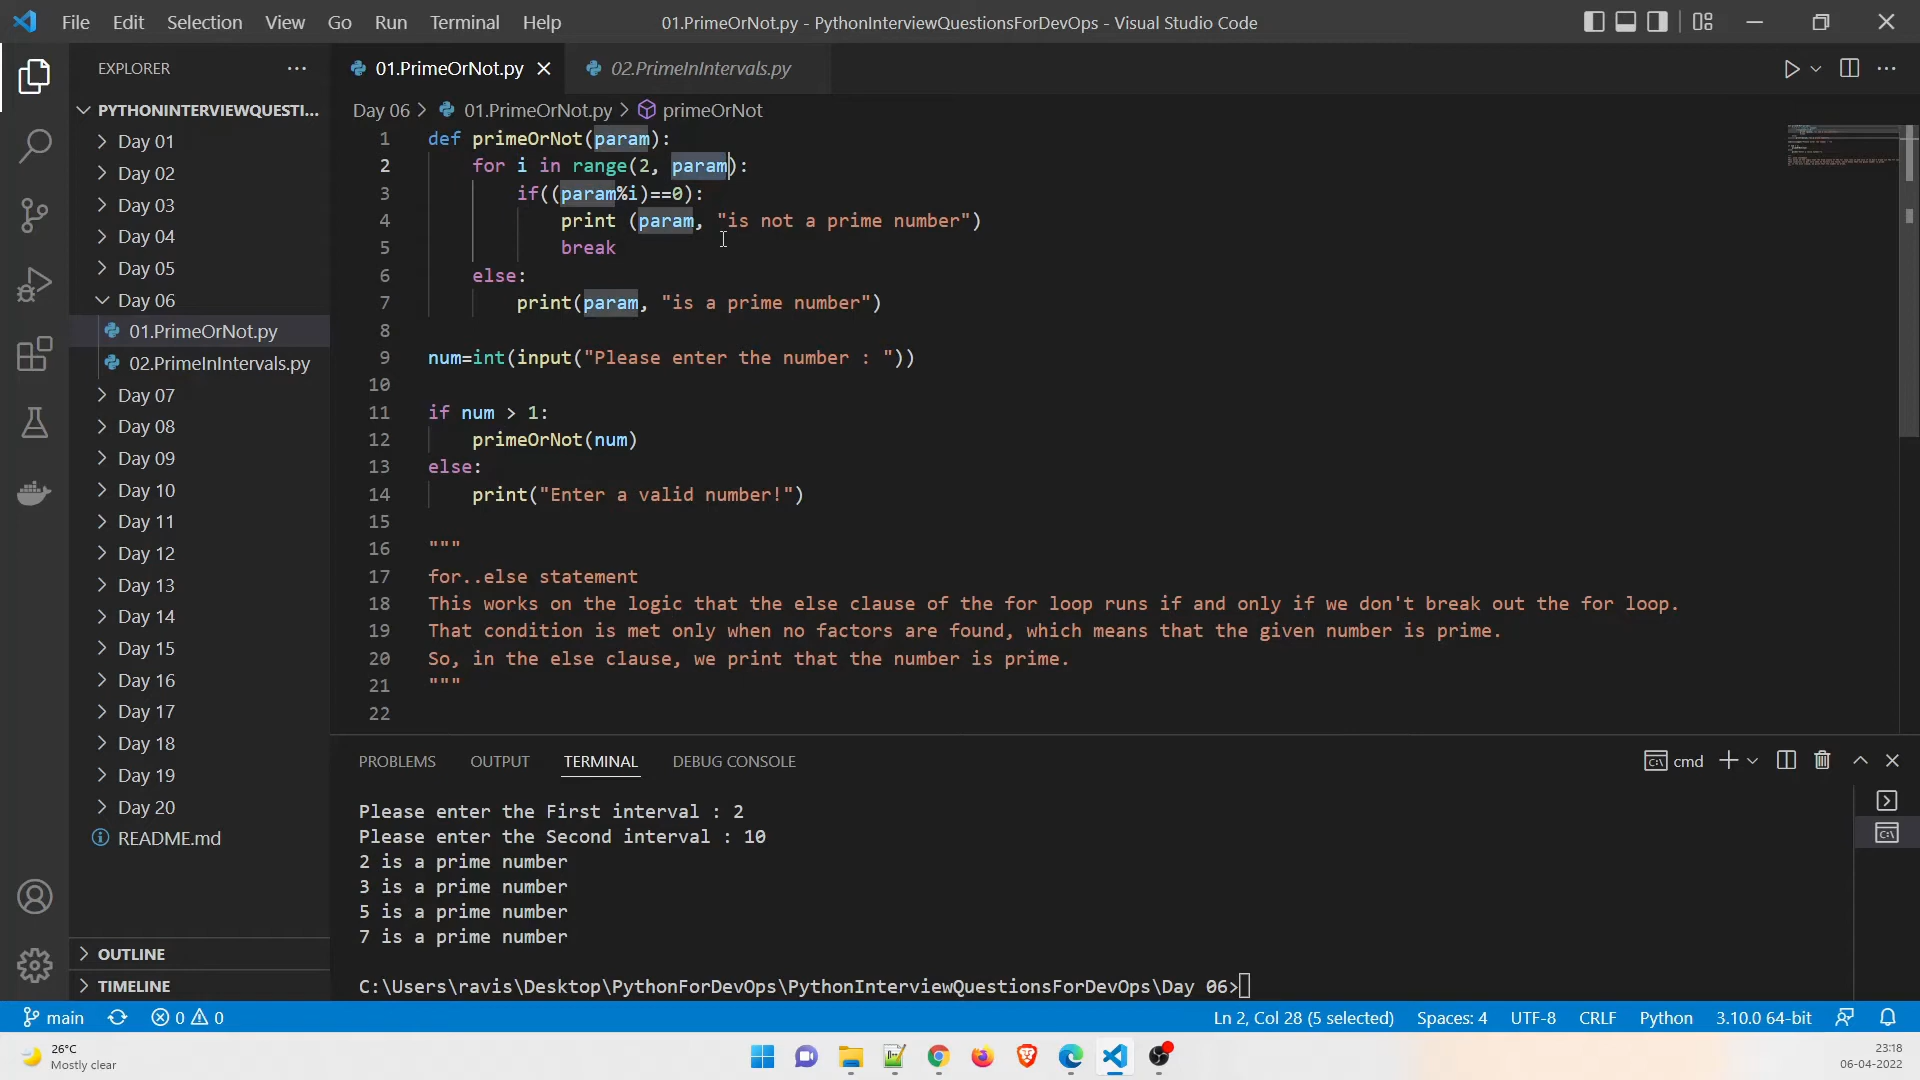 File Edit Selection View Go Run Terminal Help 01.PrimeOrNot.py - PythonInterviewQuestionsForDevOps - Visual Studio Code
EXPLORER
01.PrimeOrNot.py
02.PrimeInIntervals.py
PYTHONINTERVIEWQUESTI...
Day 01
Day 02
Day 03
Day 04
Day 05
Day 06
01.PrimeOrNot.py
02.PrimeInIntervals.py
Day 07
Day 08
Day 09
Day 10
Day 11
Day 12
Day 13
Day 14
Day 15
Day 16
Day 17
Day 18
Day 19
Day 20
README.md
OUTLINE
TIMELINE
Day 06 > 01.PrimeOrNot.py > primeOrNot
1 def primeOrNot(param):
2 for i in range(2, param):
3 if((param%i)==0):
4 print (param, "is not a prime number")
5 break
6 else:
7 print(param, "is a prime number")
8
9 num=int(input("Please enter the number : "))
10
11 if num > 1:
12 primeOrNot(num)
13 else:
14 print("Enter a valid number!")
15
16 """
17 for..else statement
18 This works on the logic that the else clause of the for loop runs if and only if we don't break out the for loop.
19 That condition is met only when no factors are found, which means that the given number is prime.
20 So, in the else clause, we print that the number is prime.
21 """
22
PROBLEMS OUTPUT TERMINAL DEBUG CONSOLE cmd
Please enter the First interval : 2
Please enter the Second interval : 10
2 is a prime number
3 is a prime number
5 is a prime number
7 is a prime number
C:\Users\ravis\Desktop\PythonForDevOps\PythonInterviewQuestionsForDevOps\Day 06>
main 0 0 Ln 2, Col 28 (5 selected) Spaces: 4 UTF-8 CRLF Python 3.10.0 64-bit
26°C
Mostly clear
23:18
06-04-2022